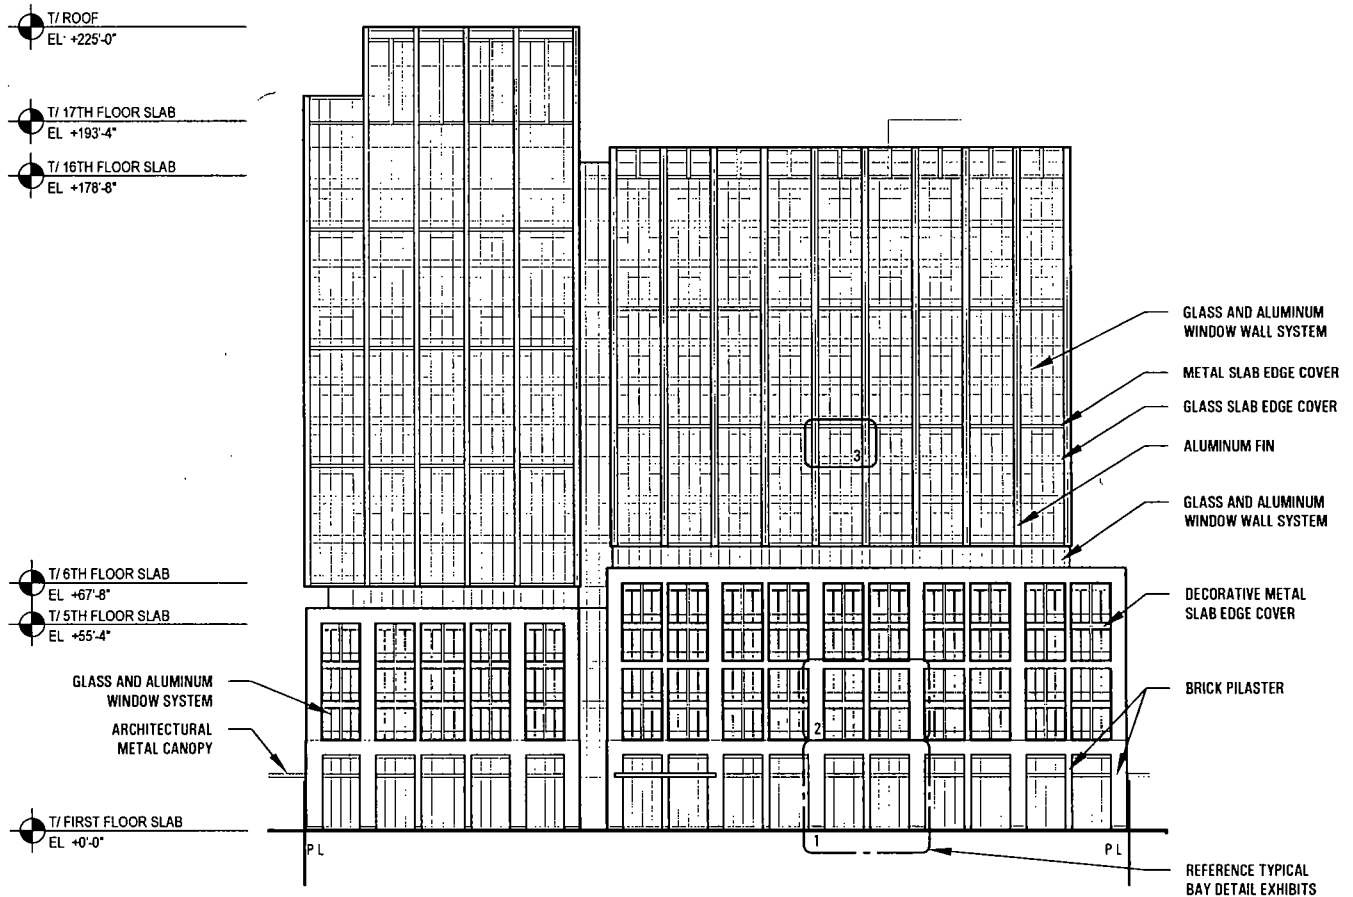 T/ ROOF
EL +225'-0"
T/ 17TH FLOOR SLAB
EL +193'-4"
T/ 16TH FLOOR SLAB
EL +178'-8"
GLASS AND ALUMINUM
WINDOW WALL SYSTEM
METAL SLAB EDGE COVER
GLASS SLAB EDGE COVER
ALUMINUM FIN
3
GLASS AND ALUMINUM
WINDOW WALL SYSTEM
T/ 6TH FLOOR SLAB
EL +67'-8"
T/ 5TH FLOOR SLAB
EL +55'-4"
DECORATIVE METAL
SLAB EDGE COVER
GLASS AND ALUMINUM
WINDOW SYSTEM
BRICK PILASTER
ARCHITECTURAL
METAL CANOPY
2
T/ FIRST FLOOR SLAB
EL +0'-0"
1
P L
P L
REFERENCE TYPICAL
BAY DETAIL EXHIBITS